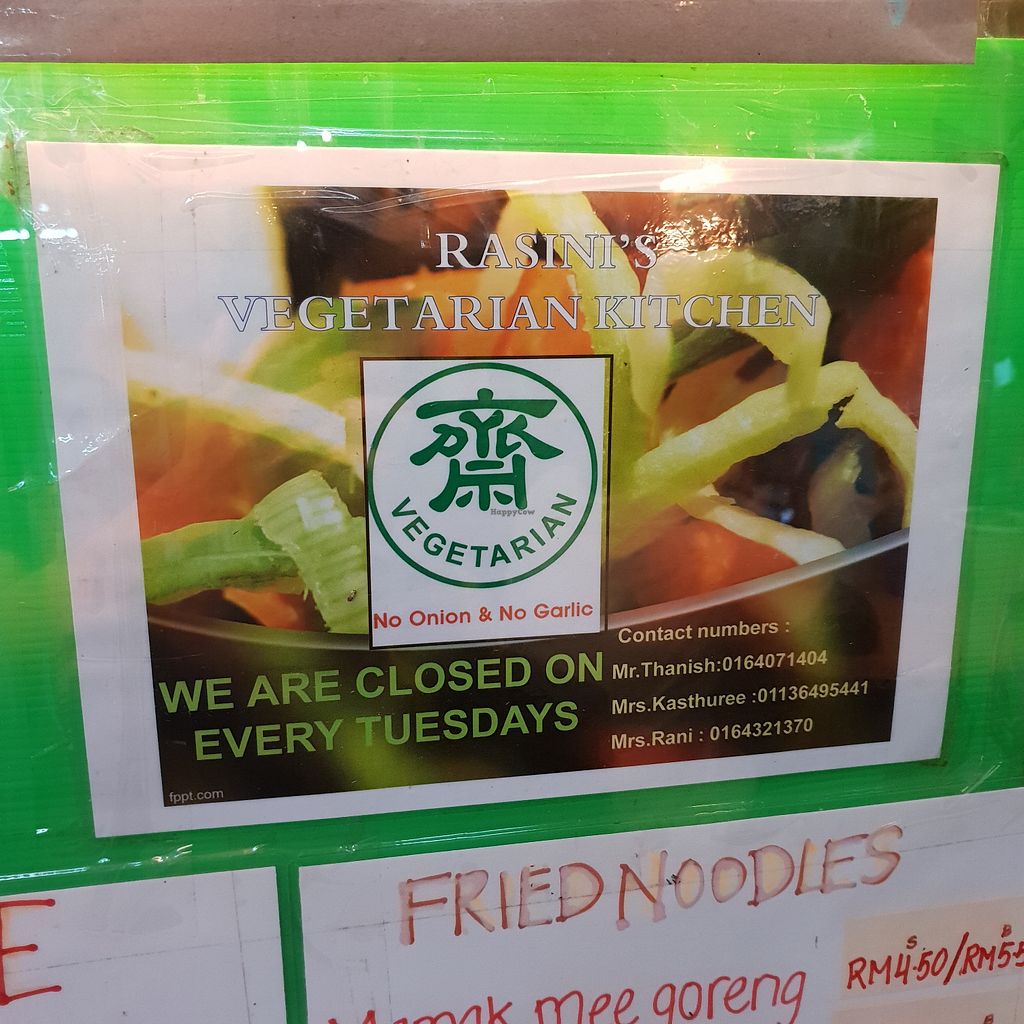 RASINI'S
VEGETARIAN KITCHEN
齋
HappyCow
VEGETARIAN
No Onion & No Garlic
WE ARE CLOSED ON
EVERY TUESDAYS
Contact numbers :
Mr.Thanish:0164071404
Mrs.Kasthuree :01136495441
Mrs.Rani : 0164321370
fppt.com
E
FRIED NOODLES
S B
RM4.50/RM5.5
mee goreng
B